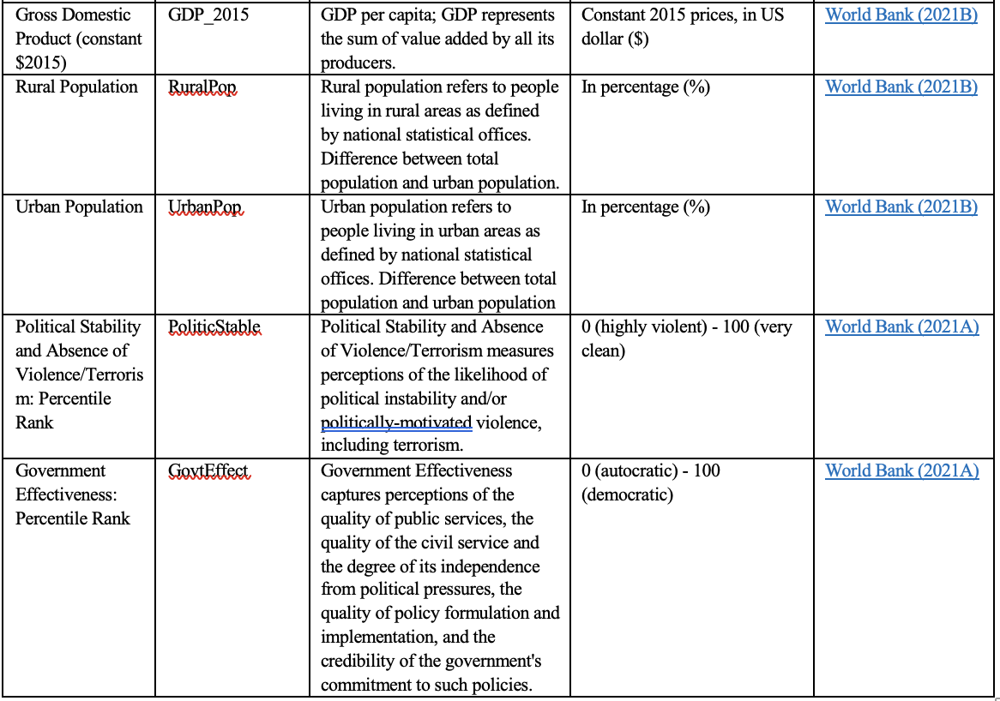 Gross Domestic
Product (constant
$2015)
GDP_2015
GDP per capita; GDP represents
the sum of value added by all its
producers.
Constant 2015 prices, in US
dollar ($)
World Bank (2021B)
Rural Population
RuralPop
Rural population refers to people
living in rural areas as defined
by national statistical offices.
Difference between total
population and urban population.
In percentage (%)
World Bank (2021B)
Urban Population
UrbanPop
Urban population refers to
people living in urban areas as
defined by national statistical
offices. Difference between total
population and urban population
In percentage (%)
World Bank (2021B)
Political Stability
and Absence of
Violence/Terroris
m: Percentile
Rank
PoliticStable
Political Stability and Absence
of Violence/Terrorism measures
perceptions of the likelihood of
political instability and/or
politically-motivated violence,
including terrorism.
0 (highly violent) - 100 (very
clean)
World Bank (2021A)
Government
Effectiveness:
Percentile Rank
GovtEffect
Government Effectiveness
captures perceptions of the
quality of public services, the
quality of the civil service and
the degree of its independence
from political pressures, the
quality of policy formulation and
implementation, and the
credibility of the government's
commitment to such policies.
0 (autocratic) - 100
(democratic)
World Bank (2021A)